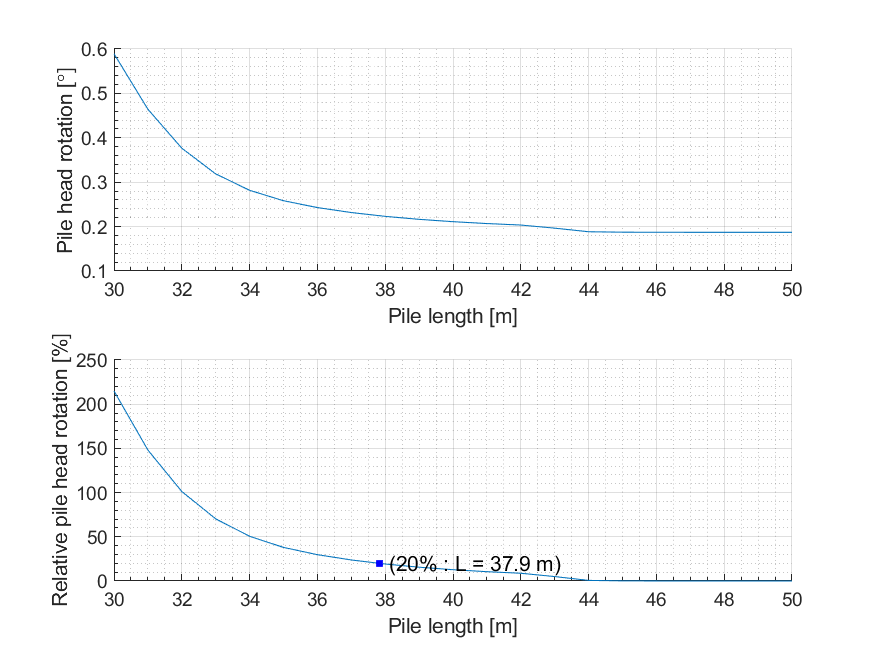 0.6
0.5
0.4
0.3
0.2
0.1
Pile head rotation [°]
30 32 34 36 38 40 42 44 46 48 50
Pile length [m]
250
200
150
100
50
0
Relative pile head rotation [%]
(20% : L = 37.9 m)
30 32 34 36 38 40 42 44 46 48 50
Pile length [m]